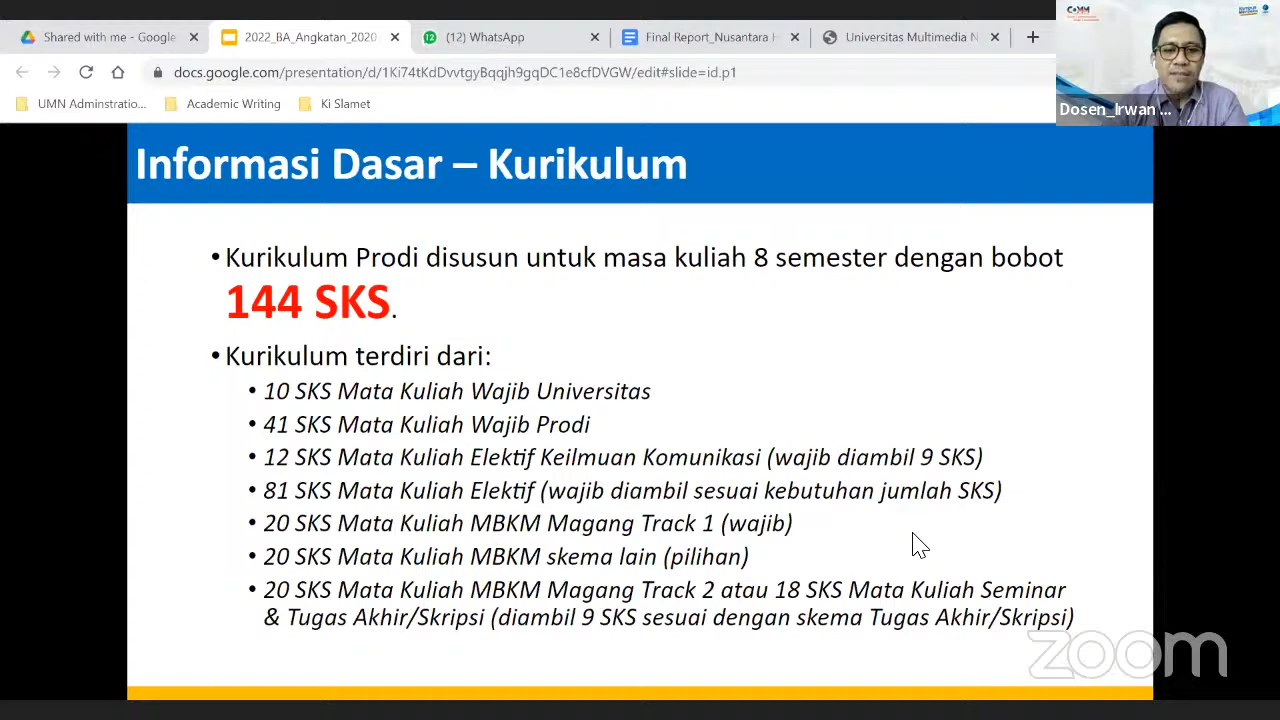 Shared with me - Google
2022_BA_Angkatan_2021
(12) WhatsApp
Final Report_Nusantara H
Universitas Multimedia N
docs.google.com/presentation/d/1Ki74tKdDvvtgyBqqjh9gqDC1e8cfDVGW/edit#slide=id.p1
UMN Adminstratio...
Academic Writing
Ki Slamet
COMM
Dosen_Irwan ...
Informasi Dasar – Kurikulum
• Kurikulum Prodi disusun untuk masa kuliah 8 semester dengan bobot
144 SKS.
• Kurikulum terdiri dari:
• 10 SKS Mata Kuliah Wajib Universitas
• 41 SKS Mata Kuliah Wajib Prodi
• 12 SKS Mata Kuliah Elektif Keilmuan Komunikasi (wajib diambil 9 SKS)
• 81 SKS Mata Kuliah Elektif (wajib diambil sesuai kebutuhan jumlah SKS)
• 20 SKS Mata Kuliah MBKM Magang Track 1 (wajib)
• 20 SKS Mata Kuliah MBKM skema lain (pilihan)
• 20 SKS Mata Kuliah MBKM Magang Track 2 atau 18 SKS Mata Kuliah Seminar
& Tugas Akhir/Skripsi (diambil 9 SKS sesuai dengan skema Tugas Akhir/Skripsi)
zoom